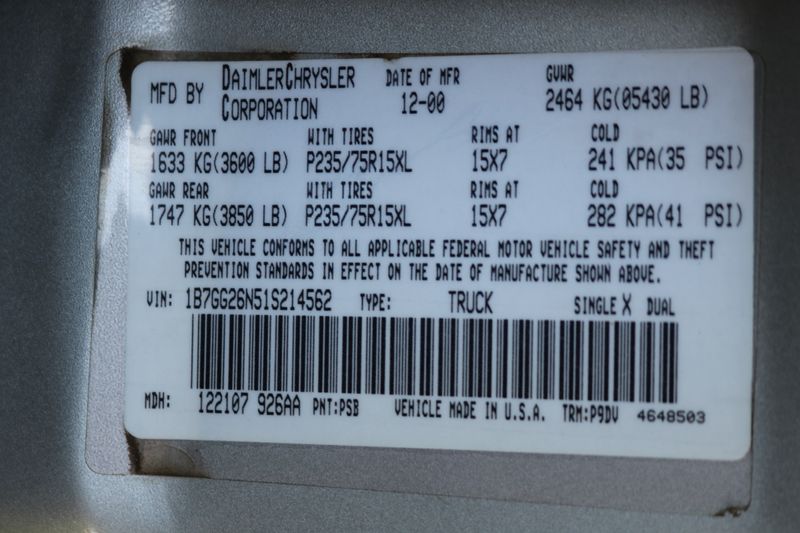 MFD BY DAIMLERCHRYSLER CORPORATION DATE OF MFR 12-00 GVWR 2464 KG(05430 LB)
GAWR FRONT WITH TIRES RIMS AT COLD
1633 KG(3600 LB) P235/75R15XL 15X7 241 KPA(35 PSI)
GAWR REAR WITH TIRES RIMS AT COLD
1747 KG(3850 LB) P235/75R15XL 15X7 282 KPA(41 PSI)
THIS VEHICLE CONFORMS TO ALL APPLICABLE FEDERAL MOTOR VEHICLE SAFETY AND THEFT
PREVENTION STANDARDS IN EFFECT ON THE DATE OF MANUFACTURE SHOWN ABOVE.
VIN: 1B7GG26N51S214562 TYPE: TRUCK SINGLE X DUAL
MDH: 122107 926AA PNT:PSB VEHICLE MADE IN U.S.A. TRM:P9DV 4648503